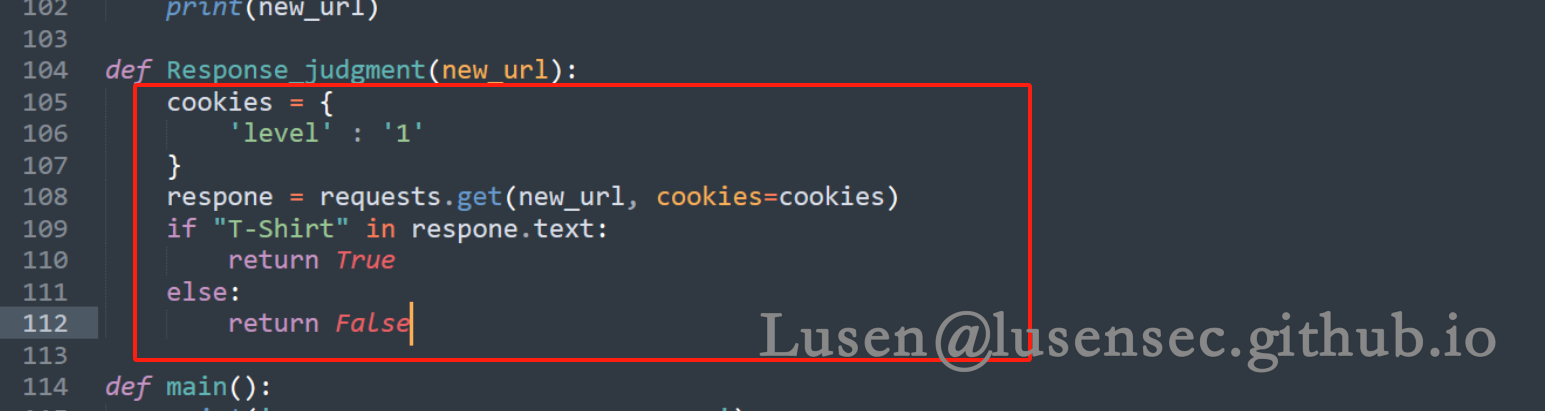 102 print(new_url)
103
104 def Response_judgment(new_url):
105 cookies = {
106 'level' : '1'
107 }
108 respone = requests.get(new_url, cookies=cookies)
109 if "T-Shirt" in respone.text:
110 return True
111 else:
112 return False
Lusen@lusensec.github.io
113
114 def main():